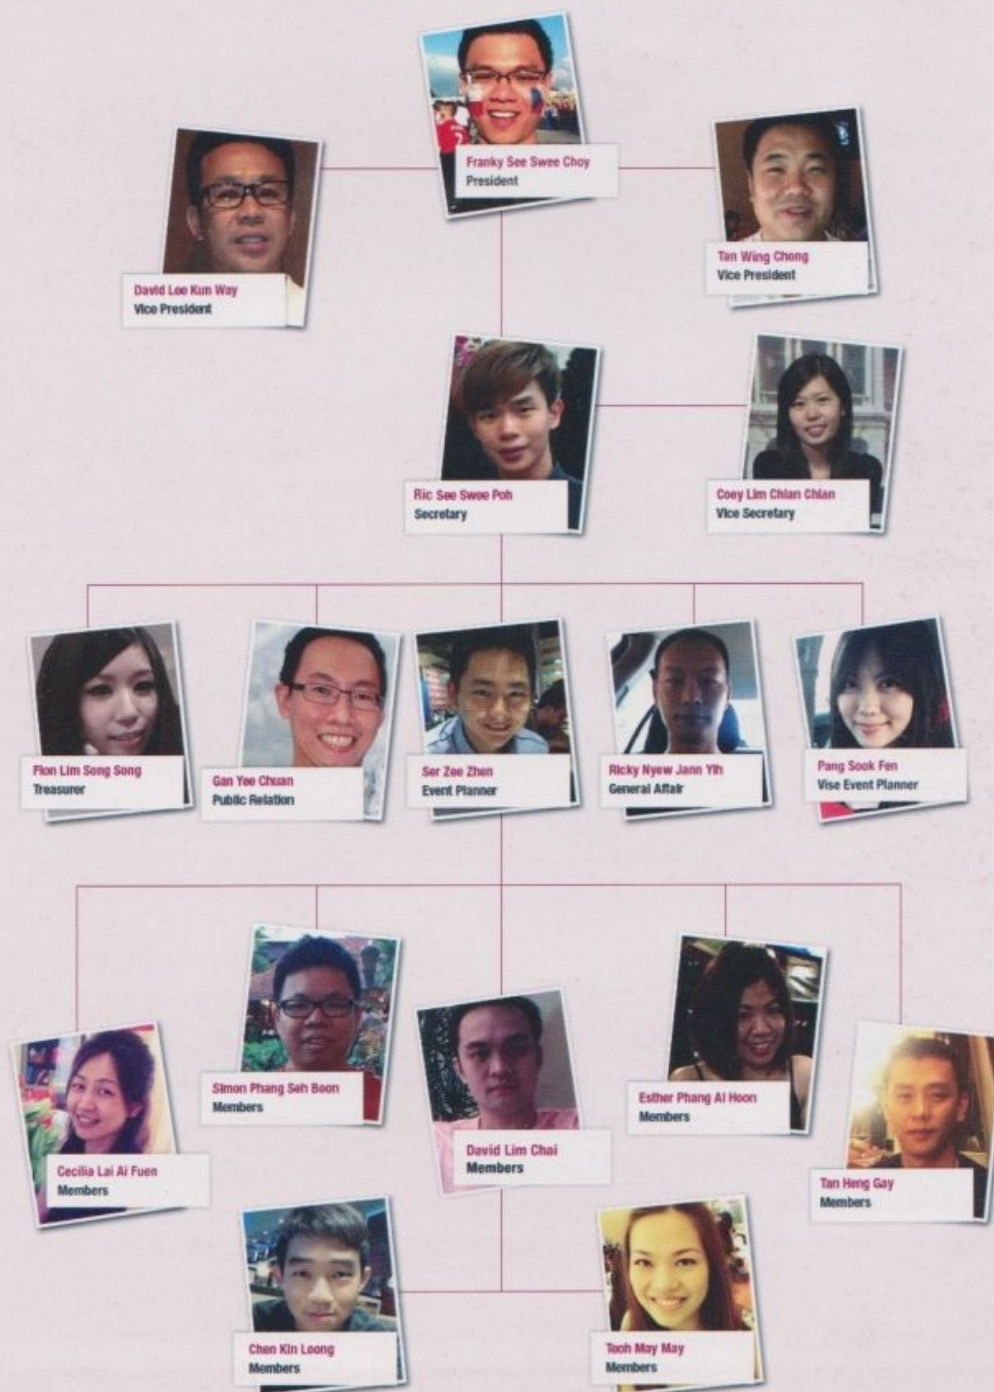 Franky See Swee Choy
President
David Lee Kun Way
Vice President
Tan Wing Chong
Vice President
Ric See Swee Poh
Secretary
Coey Lim Chian Chian
Vice Secretary
Fion Lim Song Song
Treasurer
Gan Yee Chuan
Public Relation
Ser Zee Zhen
Event Planner
Ricky Nyew Jann Yih
General Affair
Pang Sook Fen
Vise Event Planner
Simon Phang Seh Boon
Members
Esther Phang Ai Hoon
Members
Cecilia Lai Ai Fuen
Members
David Lim Chai
Members
Tan Heng Gay
Members
Chen Kin Loong
Members
Teoh May May
Members